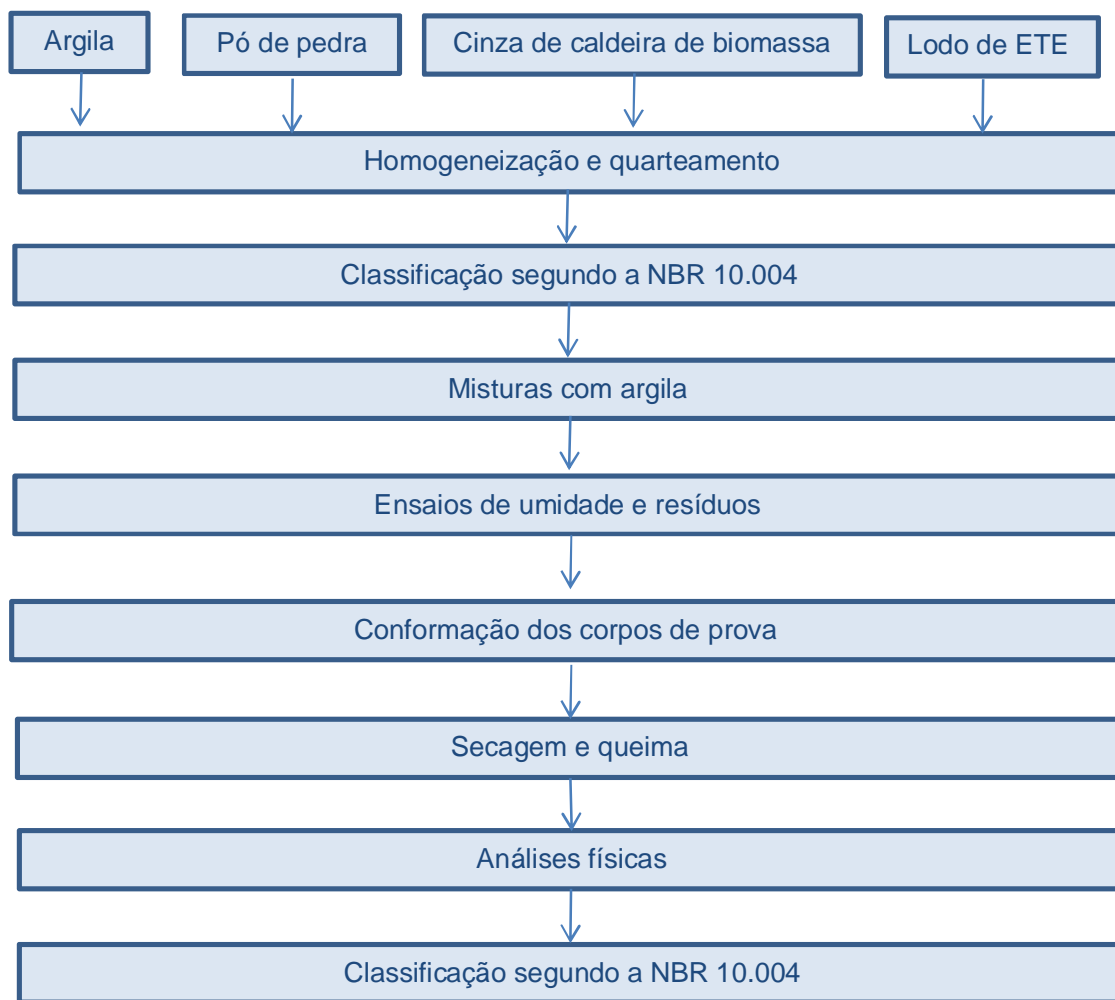 Argila
Pó de pedra
Cinza de caldeira de biomassa
Lodo de ETE
Homogeneização e quarteamento
Classificação segundo a NBR 10.004
Misturas com argila
Ensaios de umidade e resíduos
Conformação dos corpos de prova
Secagem e queima
Análises físicas
Classificação segundo a NBR 10.004